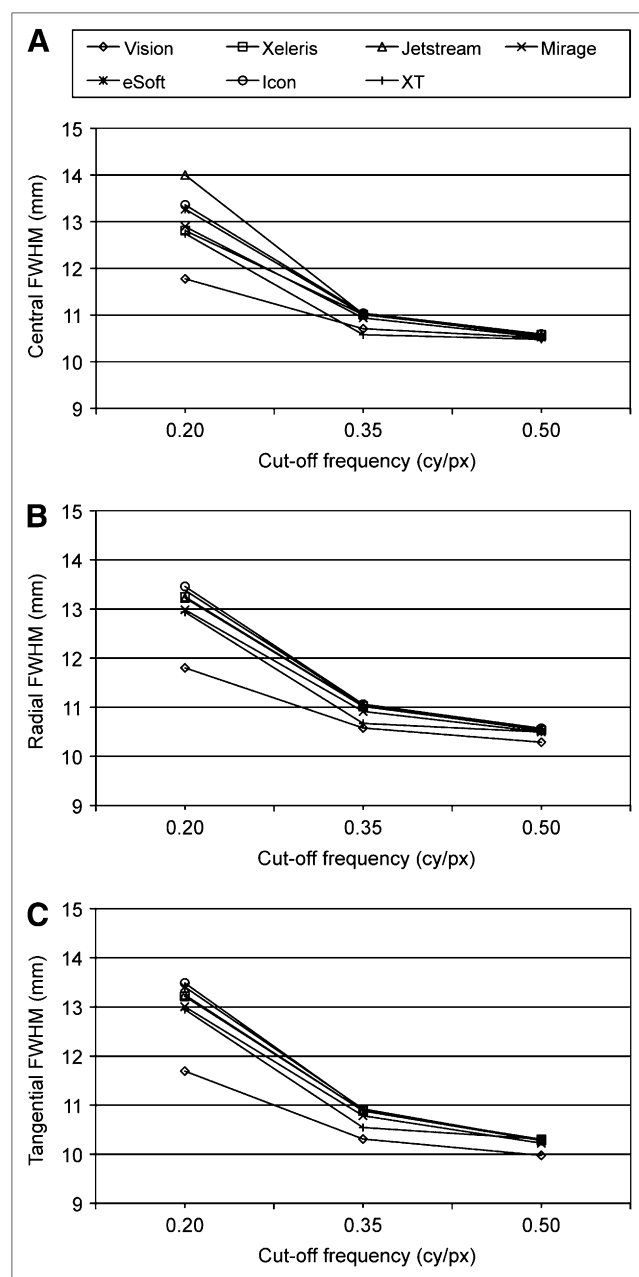 A
Vision Xeleris Jetstream Mirage
eSoft Icon XT
15
14
13
12
11
10
9
Central FWHM (mm)
0.20 0.35 0.50
Cut-off frequency (cy/px)
B
15
14
13
12
11
10
9
Radial FWHM (mm)
0.20 0.35 0.50
Cut-off frequency (cy/px)
C
15
14
13
12
11
10
9
Tangential FWHM (mm)
0.20 0.35 0.50
Cut-off frequency (cy/px)